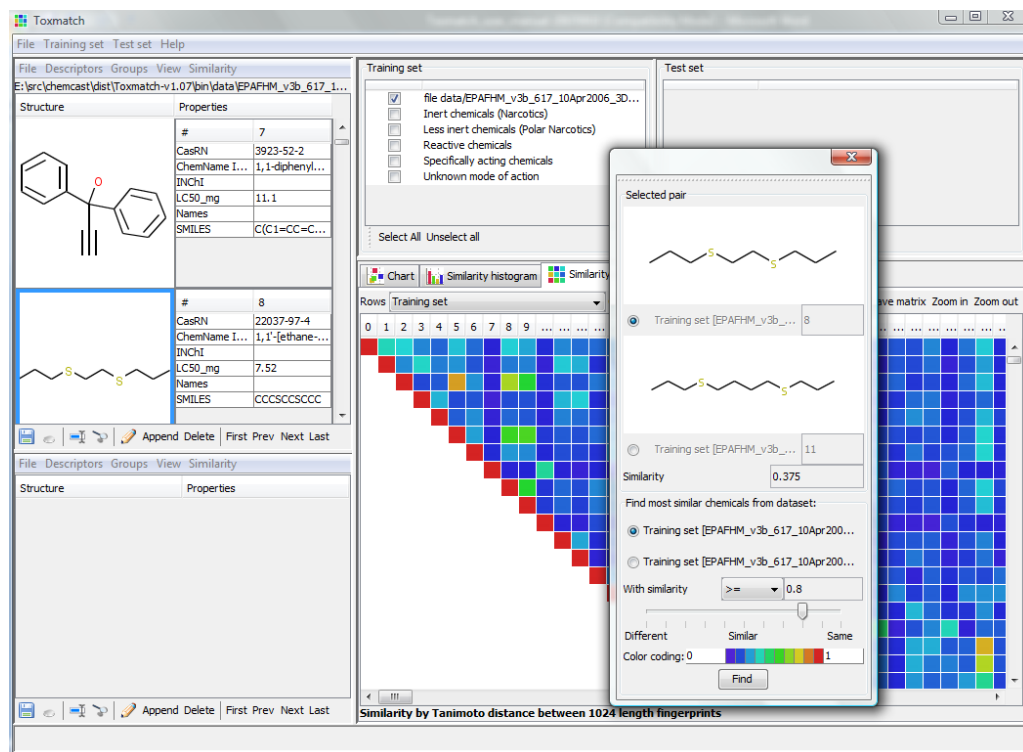 Toxmatch
File Training set Test set Help
File Descriptors Groups View Similarity
E:\src\chemcast\dist\Toxmatch-v1.07\bin\data\EPAFHM_v3b_617_1...
Structure Properties
# 7
CasRN 3923-52-2
ChemName I... 1,1-diphenyl...
INChI
LC50_mg 11.1
Names
SMILES C(C1=CC=C...
O
# 8
CasRN 22037-97-4
ChemName I... 1,1'-[ethane-...
INChI
LC50_mg 7.52
Names
SMILES CCCSCCSCCC
S
S
Append Delete First Prev Next Last
File Descriptors Groups View Similarity
Structure Properties
Append Delete First Prev Next Last
Training set
file data/EPAFHM_v3b_617_10Apr2006_3D...
Inert chemicals (Narcotics)
Less inert chemicals (Polar Narcotics)
Reactive chemicals
Specifically acting chemicals
Unknown mode of action
Select All Unselect all
Test set
Chart Similarity histogram Similarity
Rows Training set ave matrix Zoom in Zoom out
0 1 2 3 4 5 6 7 8 9 ... ... ... ... ... ... ... ... ... ... ...
Similarity by Tanimoto distance between 1024 length fingerprints
Selected pair
S
S
Training set [EPAFHM_v3b_... 8
S
S
Training set [EPAFHM_v3b_... 11
Similarity 0.375
Find most similar chemicals from dataset:
Training set [EPAFHM_v3b_617_10Apr200...
Training set [EPAFHM_v3b_617_10Apr200...
With similarity >= 0.8
Different Similar Same
Color coding: 0 1
Find